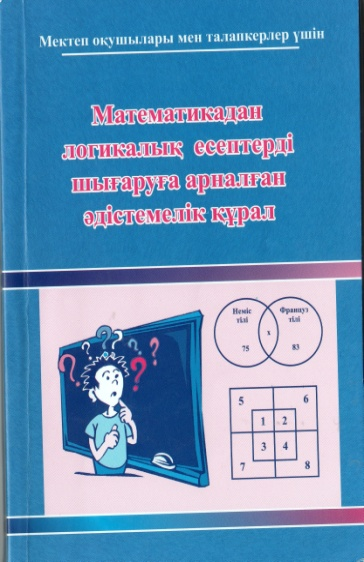 Мектеп оқушылары мен талапкерлер үшін
Математикадан
логикалық есептерді
шығаруға арналған
әдістемелік құрал
? ? ? ? ?
Неміс
тілі
Француз
тілі
x
75
83
5
6
1
2
3
4
7
8